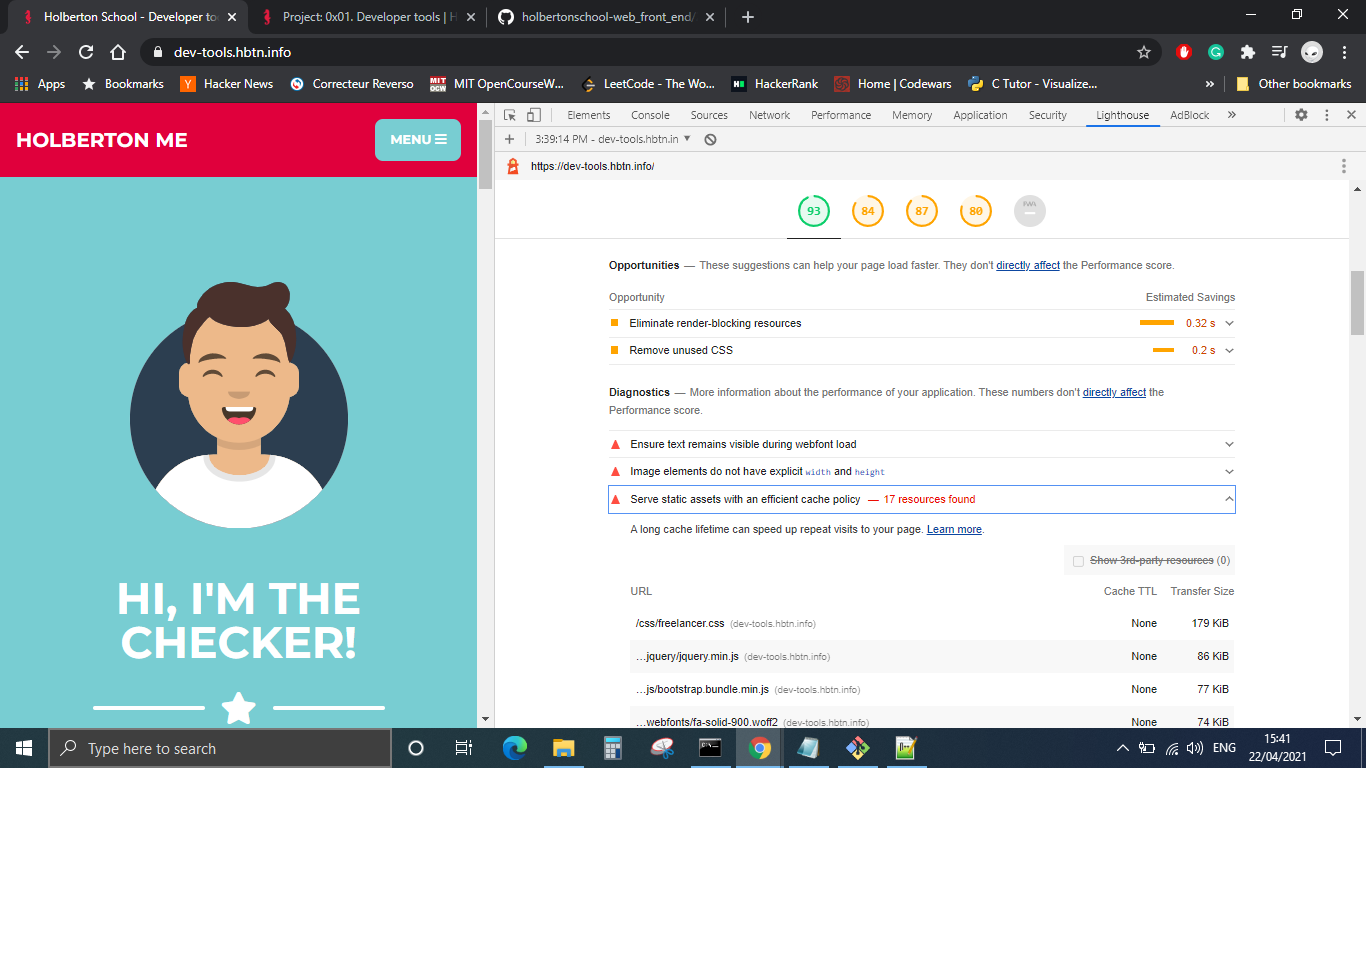 Holberton School - Developer to
Project: 0x01. Developer tools | H
holbertonschool-web_front_end/
dev-tools.hbtn.info
Apps
Bookmarks
Hacker News
Correcteur Reverso
MIT OpenCourseW...
LeetCode - The Wo...
HackerRank
Home | Codewars
C Tutor - Visualize...
»
Other bookmarks
HOLBERTON ME
MENU
HI, I'M THE
CHECKER!
Elements
Console
Sources
Network
Performance
Memory
Application
Security
Lighthouse
AdBlock
»
3:39:14 PM - dev-tools.hbtn.in
https://dev-tools.hbtn.info/
93
84
87
80
PWA
Opportunities — These suggestions can help your page load faster. They don't directly affect the Performance score.
Opportunity
Estimated Savings
Eliminate render-blocking resources
0.32 s
Remove unused CSS
0.2 s
Diagnostics — More information about the performance of your application. These numbers don't directly affect the
Performance score.
Ensure text remains visible during webfont load
Image elements do not have explicit width and height
Serve static assets with an efficient cache policy — 17 resources found
A long cache lifetime can speed up repeat visits to your page. Learn more.
Show 3rd-party resources (0)
URL
Cache TTL
Transfer Size
/css/freelancer.css (dev-tools.hbtn.info)
None
179 KiB
…jquery/jquery.min.js (dev-tools.hbtn.info)
None
86 KiB
…js/bootstrap.bundle.min.js (dev-tools.hbtn.info)
None
77 KiB
…webfonts/fa-solid-900.woff2 (dev-tools.hbtn.info)
None
74 KiB
Type here to search
ENG
15:41
22/04/2021